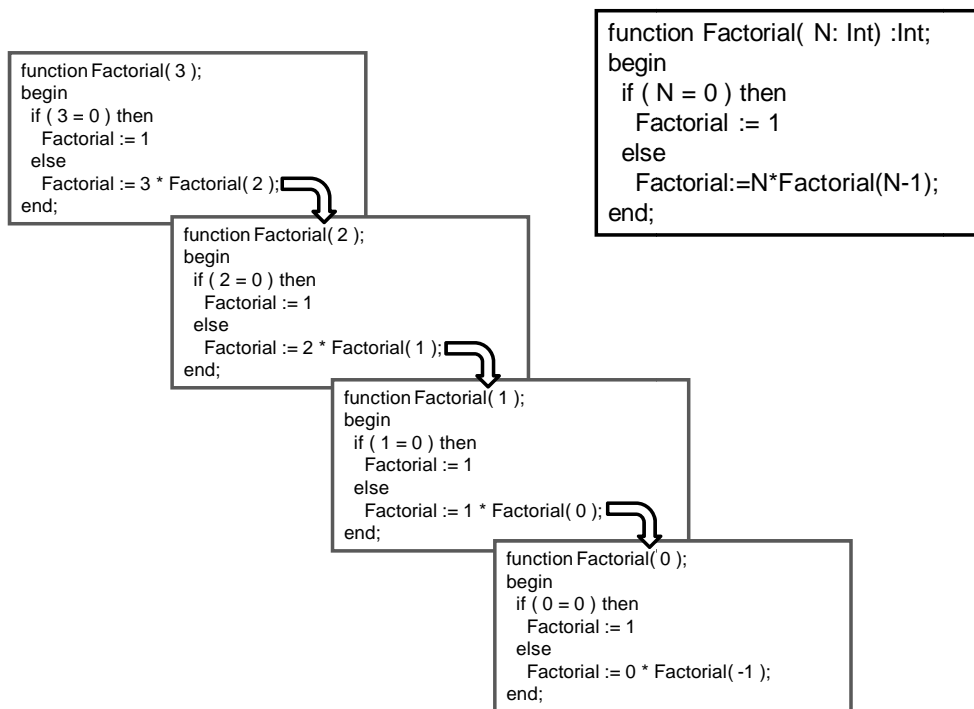 function Factorial( N: Int) :Int;
begin
if ( N = 0 ) then
Factorial := 1
else
Factorial:=N*Factorial(N-1);
end;
function Factorial( 3 );
begin
if ( 3 = 0 ) then
Factorial := 1
else
Factorial := 3 * Factorial( 2 );
end;
function Factorial( 2 );
begin
if ( 2 = 0 ) then
Factorial := 1
else
Factorial := 2 * Factorial( 1 );
end;
function Factorial( 1 );
begin
if ( 1 = 0 ) then
Factorial := 1
else
Factorial := 1 * Factorial( 0 );
end;
function Factorial( 0 );
begin
if ( 0 = 0 ) then
Factorial := 1
else
Factorial := 0 * Factorial( -1 );
end;